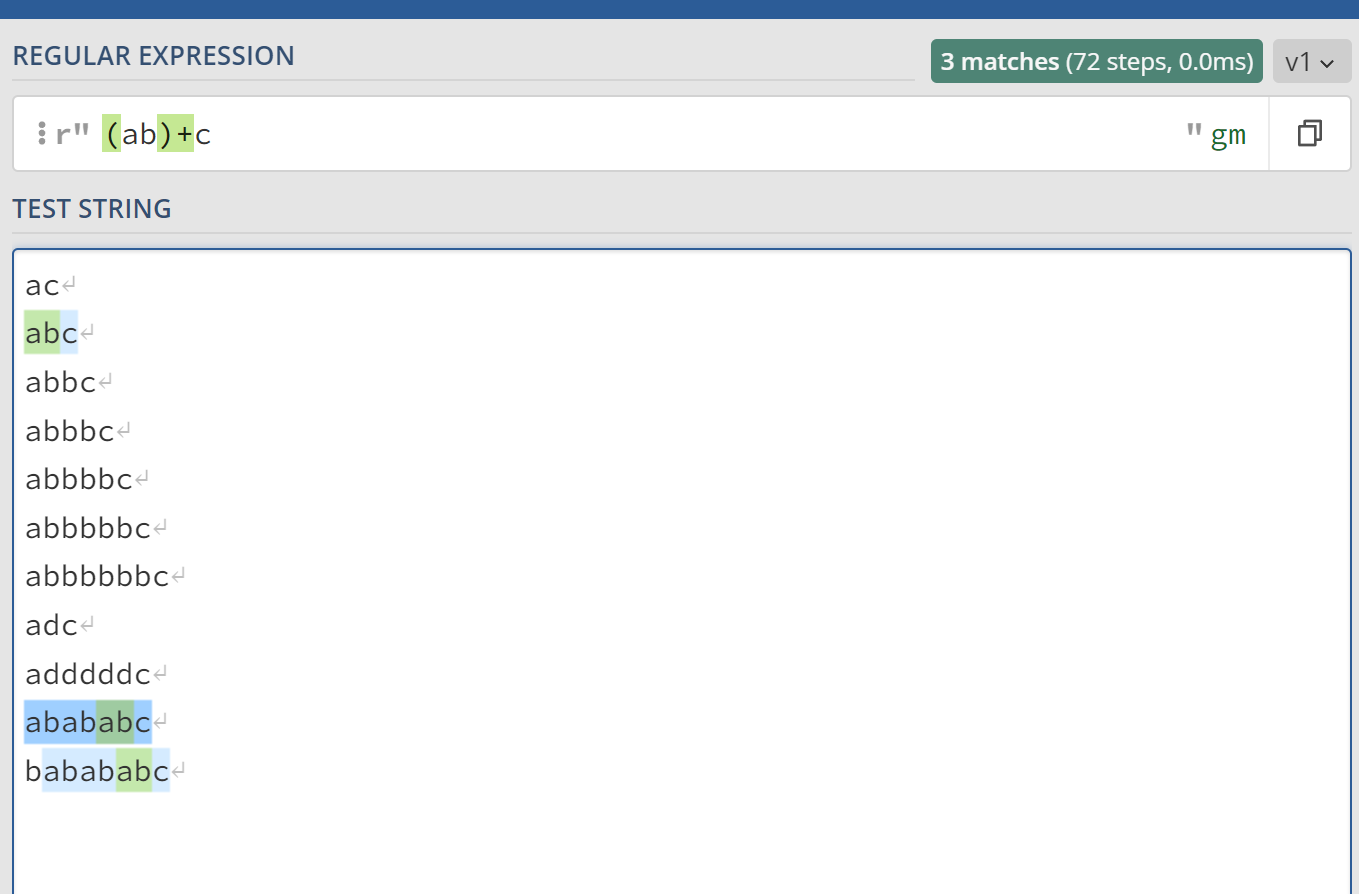 REGULAR EXPRESSION
3 matches (72 steps, 0.0ms) v1
r" (ab)+c " gm
TEST STRING
ac
abc
abbc
abbbc
abbbbc
abbbbbc
abbbbbbc
adc
adddddc
abababc
babababc